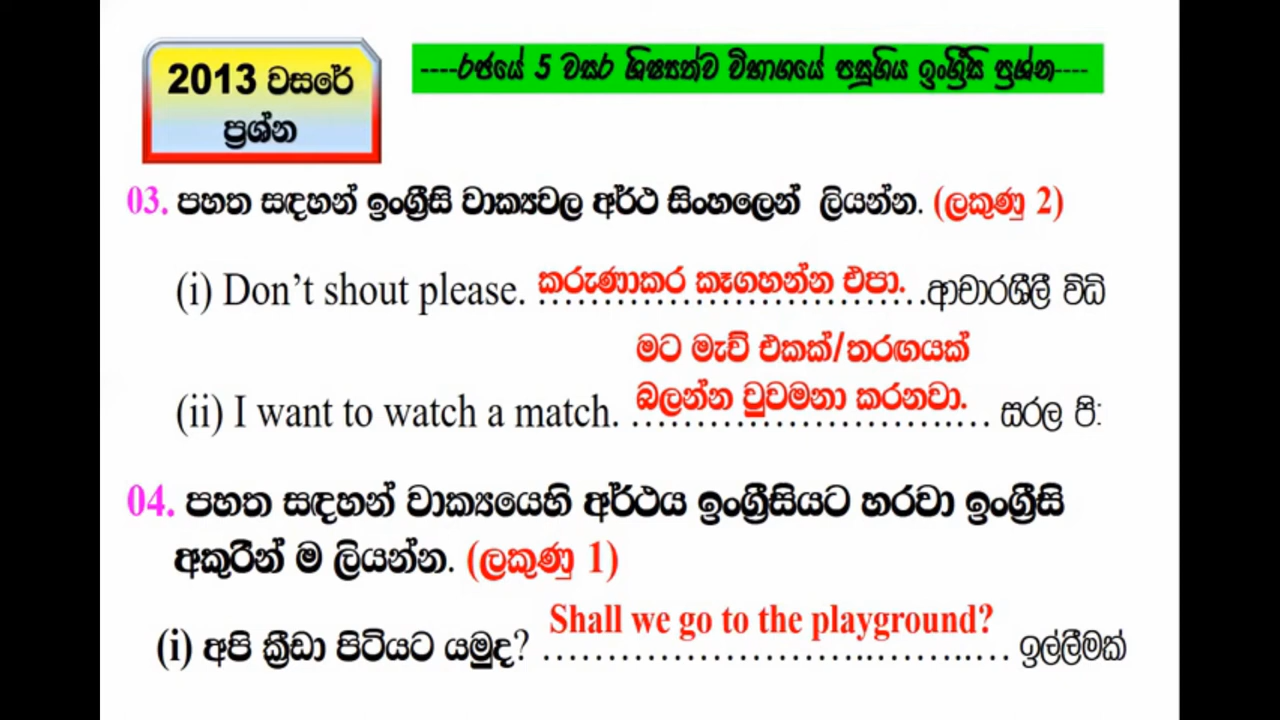 2013 වසරේ
ප්‍රශ්න
----රජයේ 5 වසර ශිෂ්‍යත්ව විභාගයේ පසුගිය ඉංග්‍රීසි ප්‍රශ්න----
03. පහත සඳහන් ඉංග්‍රීසි වාක්‍යවල අර්ථ සිංහලෙන් ලියන්න. (ලකුණු 2)
(i) Don't shout please. කරුණාකර කෑගහන්න එපා. ආචාරශීලී විධි
මට මැච් එකක්/තරඟයක්
(ii) I want to watch a match. බලන්න වුවමනා කරනවා. සරල පි:
04. පහත සඳහන් වාක්‍යයෙහි අර්ථය ඉංග්‍රීසියට හරවා ඉංග්‍රීසි
අකුරින් ම ලියන්න. (ලකුණු 1)
Shall we go to the playground?
(i) අපි ක්‍රීඩා පිටියට යමුද? ................................ ඉල්ලීමක්